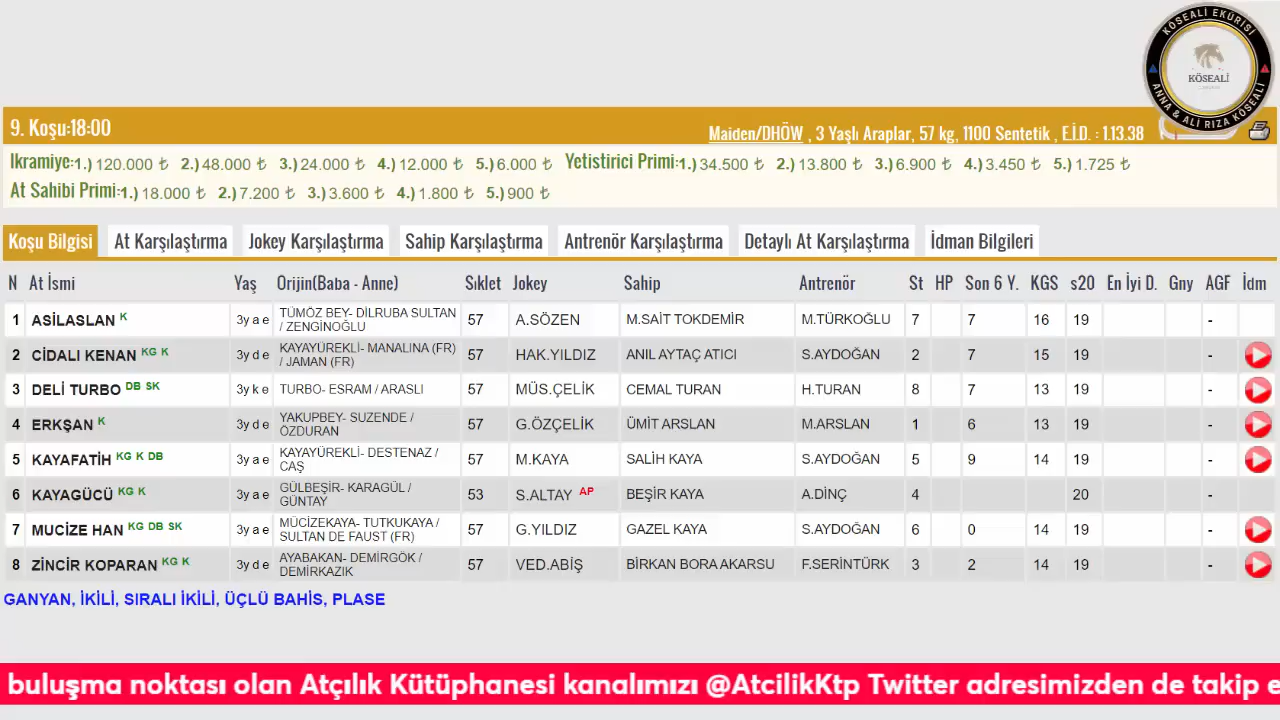 KÖSEALİ EKÜRİSİ
KÖSEALİ
ANNA & ALİ RIZA KÖSEALİ
9. Koşu:18:00
Maiden/DHÖW , 3 Yaşlı Araplar, 57 kg, 1100 Sentetik , E.İ.D. : 1.13.38
Ikramiye:1.) 120.000 ₺ 2.) 48.000 ₺ 3.) 24.000 ₺ 4.) 12.000 ₺ 5.) 6.000 ₺ Yetistirici Primi:1.) 34.500 ₺ 2.) 13.800 ₺ 3.) 6.900 ₺ 4.) 3.450 ₺ 5.) 1.725 ₺
At Sahibi Primi:1.) 18.000 ₺ 2.) 7.200 ₺ 3.) 3.600 ₺ 4.) 1.800 ₺ 5.) 900 ₺
Koşu Bilgisi At Karşılaştırma Jokey Karşılaştırma Sahip Karşılaştırma Antrenör Karşılaştırma Detaylı At Karşılaştırma İdman Bilgileri
N At İsmi Yaş Orijin(Baba - Anne) Sıklet Jokey Sahip Antrenör St HP Son 6 Y. KGS s20 En İyi D. Gny AGF İdm
1 ASİLASLAN K 3y a e TÜMÖZ BEY- DİLRUBA SULTAN / ZENGİNOĞLU 57 A.SÖZEN M.SAİT TOKDEMİR M.TÜRKOĞLU 7 7 16 19 -
2 CİDALI KENAN KG K 3y d e KAYAYÜREKLİ- MANALINA (FR) / JAMAN (FR) 57 HAK.YILDIZ ANIL AYTAÇ ATICI S.AYDOĞAN 2 7 15 19 -
3 DELİ TURBO DB SK 3y k e TURBO- ESRAM / ARASLI 57 MÜS.ÇELİK CEMAL TURAN H.TURAN 8 7 13 19 -
4 ERKŞAN K 3y d e YAKUPBEY- SUZENDE / ÖZDURAN 57 G.ÖZÇELİK ÜMİT ARSLAN M.ARSLAN 1 6 13 19 -
5 KAYAFATİH KG K DB 3y a e KAYAYÜREKLİ- DESTENAZ / CAŞ 57 M.KAYA SALİH KAYA S.AYDOĞAN 5 9 14 19 -
6 KAYAGÜCÜ KG K 3y a e GÜLBEŞİR- KARAGÜL / GÜNTAY 53 S.ALTAY AP BEŞİR KAYA A.DİNÇ 4 20 -
7 MUCİZE HAN KG DB SK 3y a e MÜCİZEKAYA- TUTKUKAYA / SULTAN DE FAUST (FR) 57 G.YILDIZ GAZEL KAYA S.AYDOĞAN 6 0 14 19 -
8 ZİNCİR KOPARAN KG K 3y d e AYABAKAN- DEMİRGÖK / DEMİRKAZIK 57 VED.ABİŞ BİRKAN BORA AKARSU F.SERİNTÜRK 3 2 14 19 -
GANYAN, İKİLİ, SIRALI İKİLİ, ÜÇLÜ BAHİS, PLASE
buluşma noktası olan Atçılık Kütüphanesi kanalımızı @AtcilikKtp Twitter adresimizden de takip e